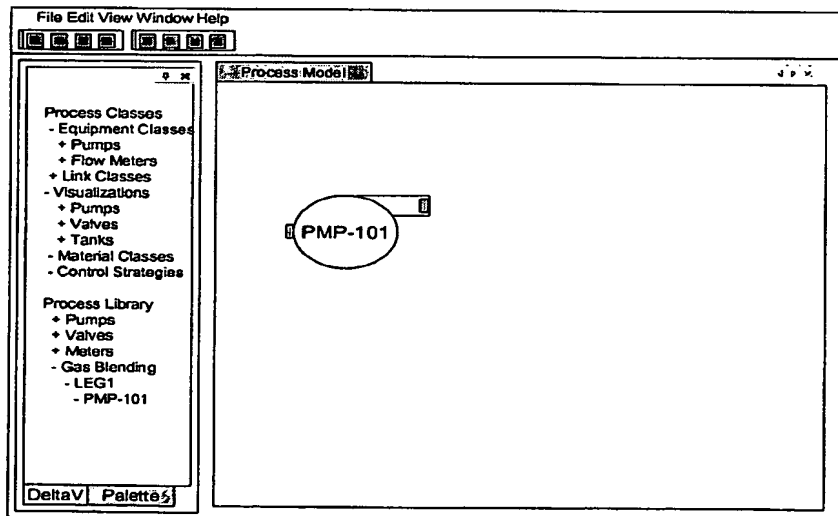 File Edit View Window Help
Process Model
Process Classes
- Equipment Classes
+ Pumps
+ Flow Meters
+ Link Classes
- Visualizations
+ Pumps
+ Valves
+ Tanks
- Material Classes
- Control Strategies
Process Library
+ Pumps
+ Valves
+ Meters
- Gas Blending
- LEG1
- PMP-101
PMP-101
DeltaV
Palette